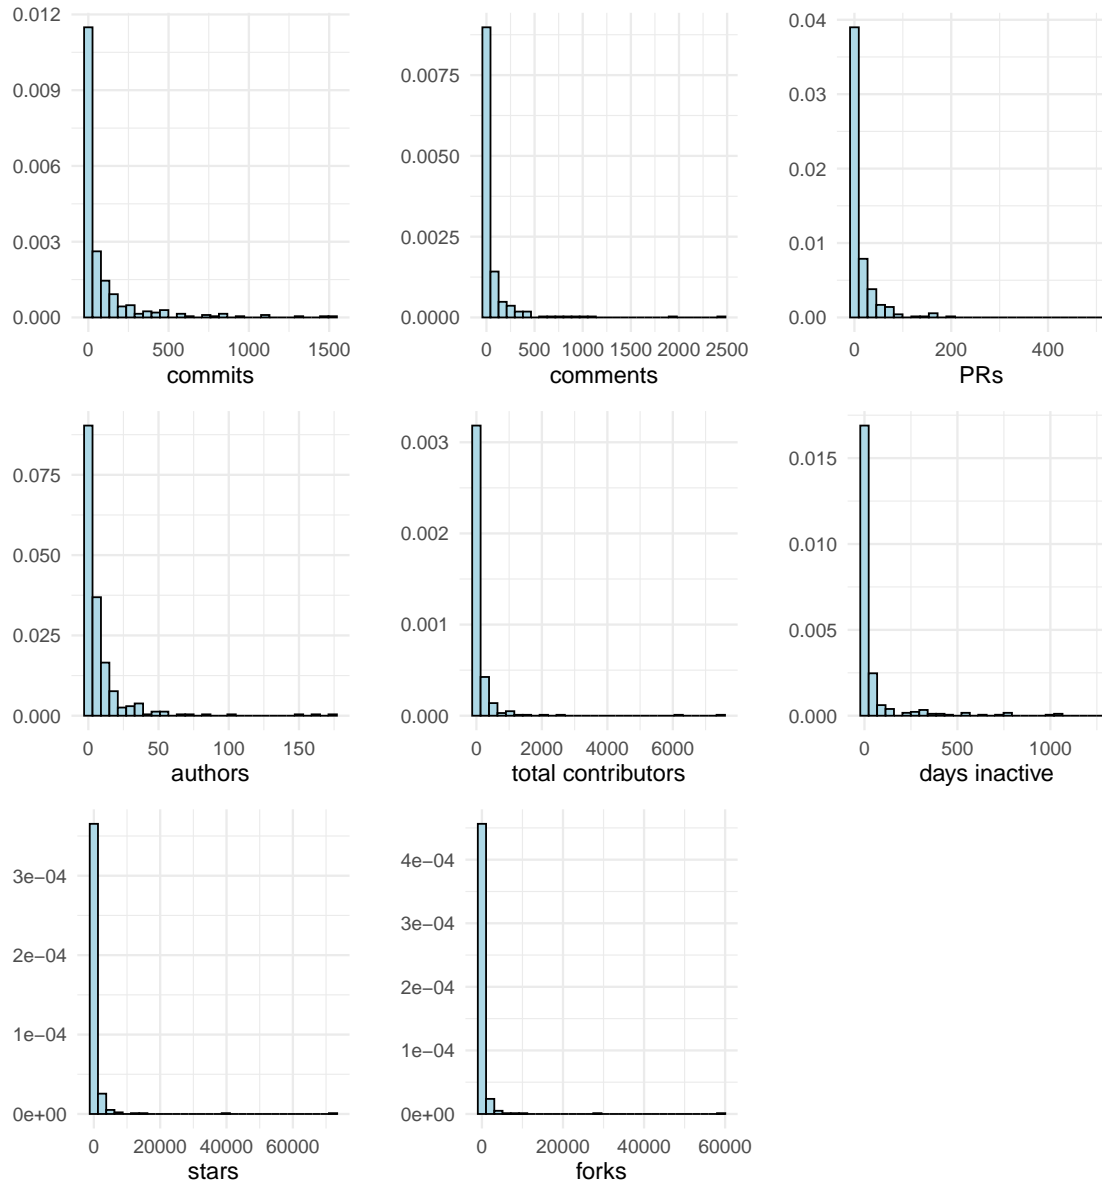 0.012
0.009
0.006
0.003
0.000
0 500 1000 1500
commits
0.0075
0.0050
0.0025
0.0000
0 500 1000 1500 2000 2500
comments
0.04
0.03
0.02
0.01
0.00
0 200 400
PRs
0.075
0.050
0.025
0.000
0 50 100 150
authors
0.003
0.002
0.001
0.000
0 2000 4000 6000
total contributors
0.015
0.010
0.005
0.000
0 500 1000
days inactive
3e−04
2e−04
1e−04
0e+00
0 20000 40000 60000
stars
4e−04
3e−04
2e−04
1e−04
0e+00
0 20000 40000 60000
forks